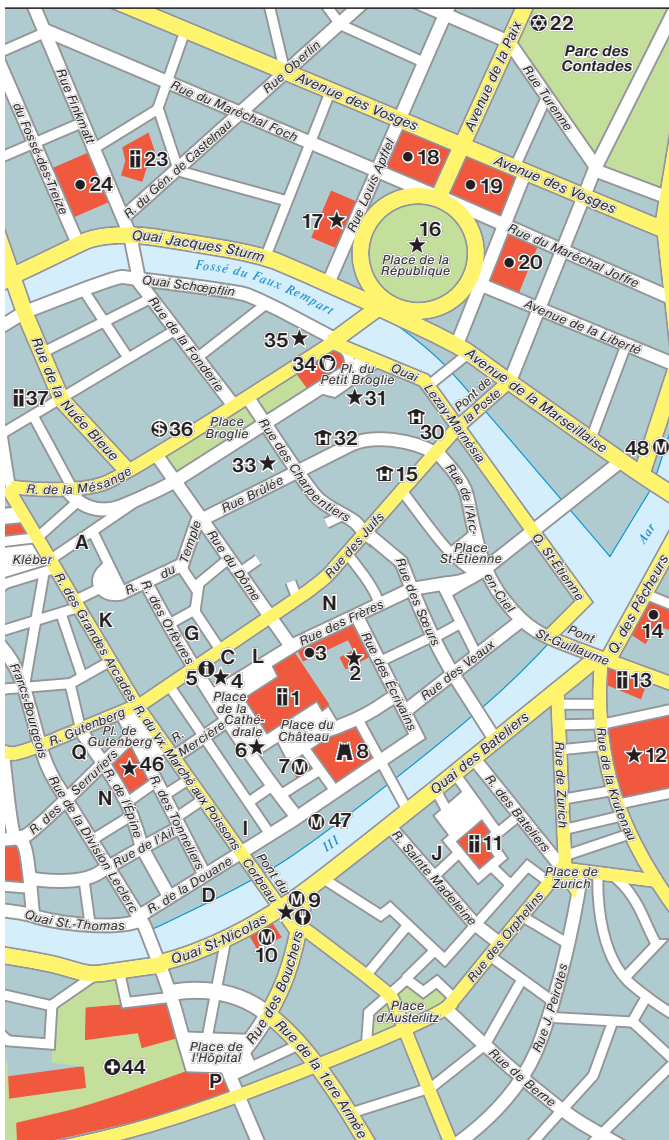 22
Parc des
Contades
Avenue de la Paix
Rue Turenne
Rue Oberlin
Avenue des Vosges
Rue du Maréchal Foch
Rue Finkmatt
du Fossé-des-Treize
R. du Gén. de Castelnau
23
24
18
19
Avenue des Vosges
Rue Louis Apffel
17
16
Place de la
République
20
Rue du Maréchal Joffre
Avenue de la Liberté
Quai Jacques Sturm
Fossé du Faux Rempart
Quai Schœpflin
Rue de la Fonderie
35
34
Pl. du
Petit Broglie
31
Quai
Lezay-Marnésia
Pont de
la Poste
Avenue de la Marseillaise
Rue de la Nuée Bleue
37
36
Place
Broglie
30
32
33
15
48
Rue des Charpentiers
R. de la Mésange
Rue Brûlée
Rue de l'Arc-
en-Ciel
Rue des Juifs
Aar
A
Kléber
R. du Temple
Rue du Dôme
Place
St-Étienne
Q. St-Étienne
R. des Orfèvres
R. des Grandes Arcades
K
G
N
Rue des Frères
Rue des Sœurs
Q. des Pêcheurs
14
Pont
St-Guillaume
13
C
L
5
4
3
2
1
Rue des Écrivains
Rue des Veaux
Francs-Bourgeois
Place
de la
Cathé-
drale
Place du
Château
R. Gutenberg
Pl. de
Gutenberg
R. Mercière
R. du Vx. Marché aux Poissons
6
7
8
12
Q
46
N
R. des Serruriers
R. de l'Épine
R. des Tonneliers
Rue de la Division Leclerc
Rue de l'Ail
I
47
Ill
Quai des Bateliers
Rue de Zurich
Rue de la Krutenau
R. des Bateliers
11
J
R. Sainte Madeleine
Place de
Zurich
R. de la Douane
D
Pont du
Corbeau
9
10
Quai St.-Thomas
Quai St-Nicolas
Rue des Bouchers
Rue des Orphelins
Rue J. Peirotes
Place
d'Austerlitz
Place de
l'Hôpital
44
P
Rue de la 1ere Armée
Rue de Berne